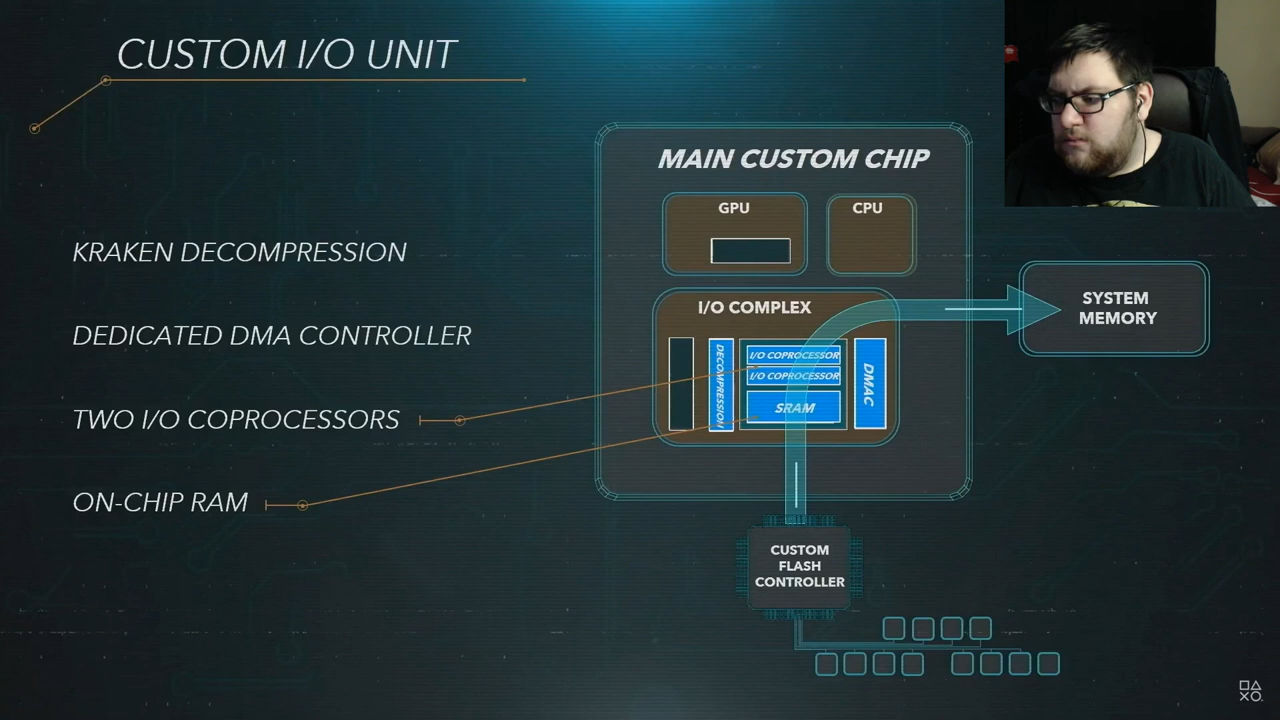 CUSTOM I/O UNIT
KRAKEN DECOMPRESSION
DEDICATED DMA CONTROLLER
TWO I/O COPROCESSORS
ON-CHIP RAM
MAIN CUSTOM CHIP
GPU
CPU
I/O COMPLEX
DECOMPRESSION
I/O COPROCESSOR
I/O COPROCESSOR
SRAM
DMAC
SYSTEM
MEMORY
CUSTOM
FLASH
CONTROLLER